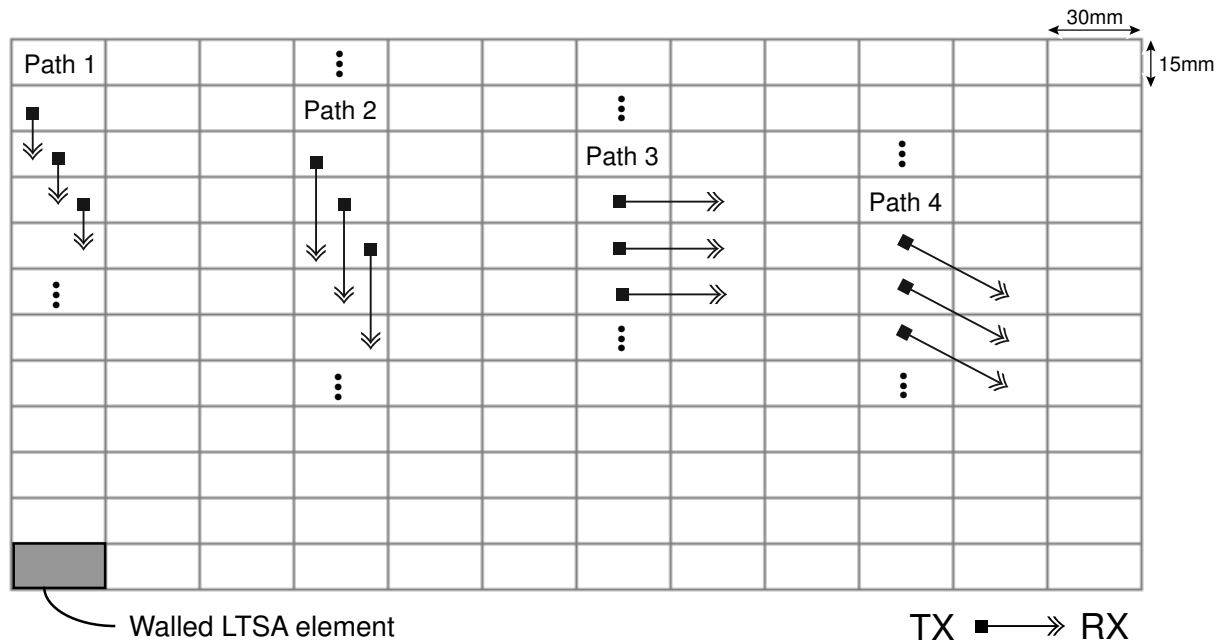 30mm
15mm
Path 1
Path 2
Path 3
Path 4
Walled LTSA element
TX RX